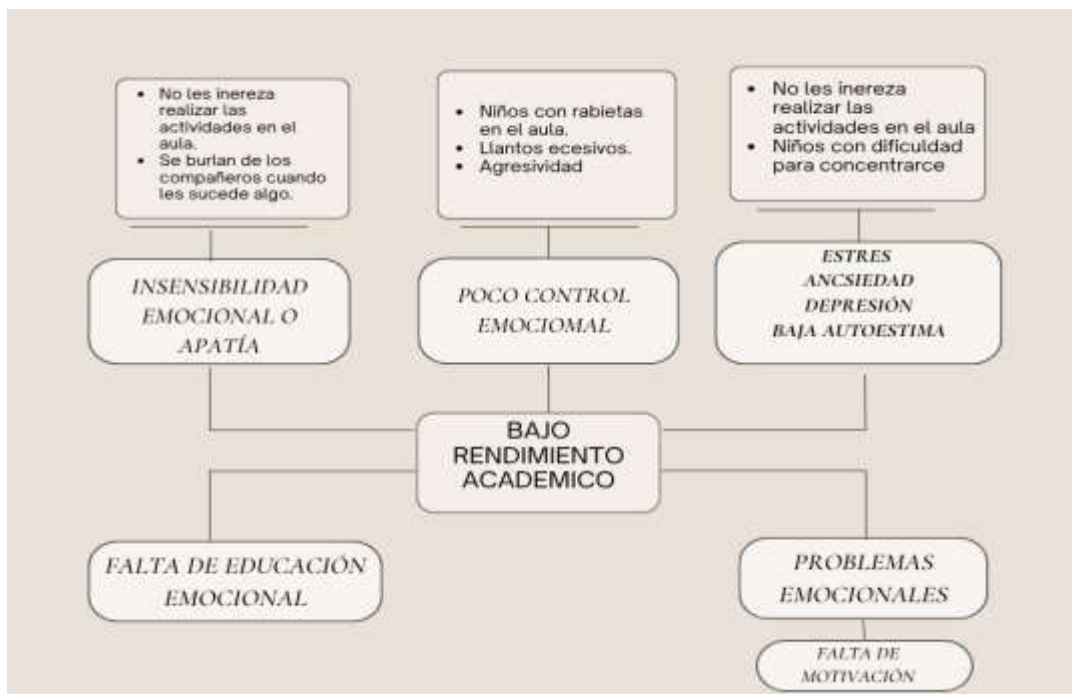 • No les inereza
realizar las
actividades en el
aula.
• Se burlan de los
compañeros cuando
les sucede algo.
• Niños con rabietas
en el aula.
• Llantos ecesivos.
• Agresividad
• No les inereza
realizar las
actividades en el aula
• Niños con dificuldad
para concentrarce
INSENSIBILIDAD
EMOCIONAL O
APATÍA
POCO CONTROL
EMOCIOMAL
ESTRES
ANCSIEDAD
DEPRESIÓN
BAJA AUTOESTIMA
BAJO
RENDIMIENTO
ACADEMICO
FALTA DE EDUCACIÓN
EMOCIONAL
PROBLEMAS
EMOCIONALES
FALTA DE
MOTIVACIÓN